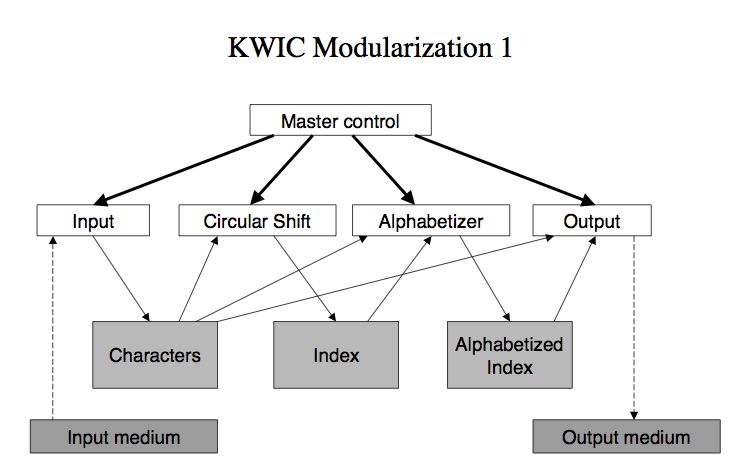 KWIC Modularization 1
Master control
Input
Circular Shift
Alphabetizer
Output
Characters
Index
Alphabetized
Index
Input medium
Output medium